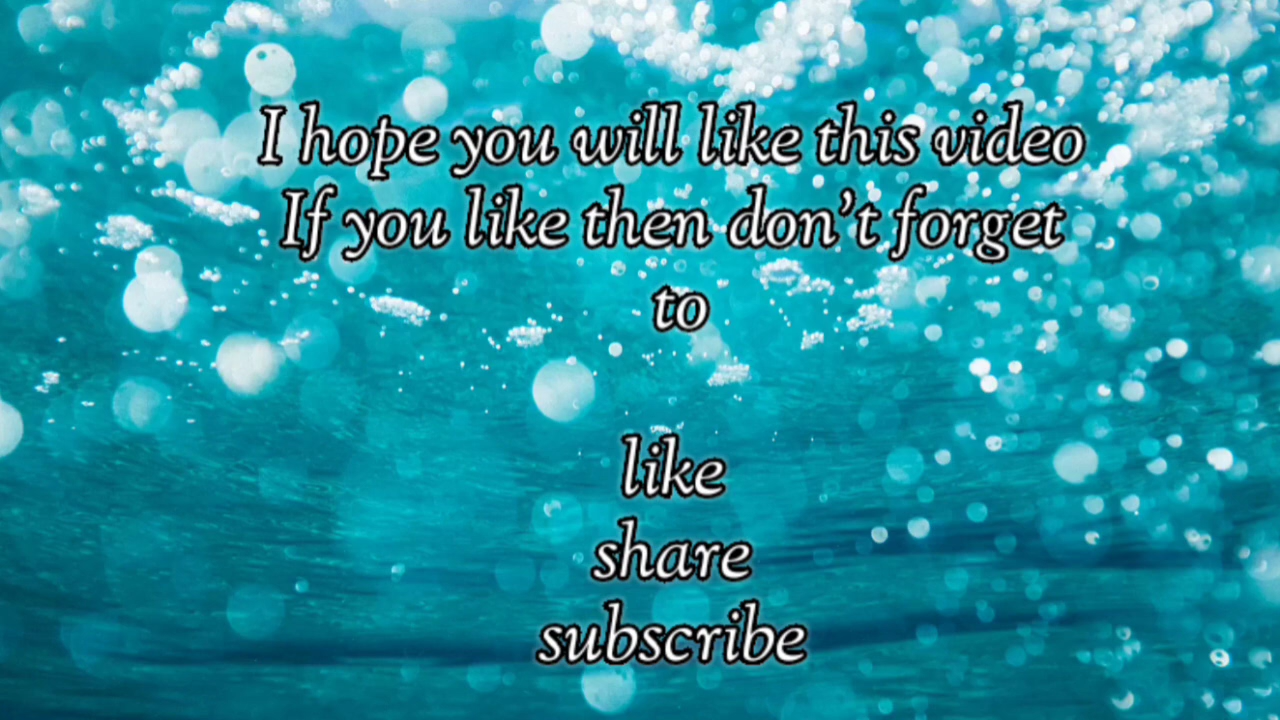 I hope you will like this video
If you like then don't forget
to
like
share
subscribe